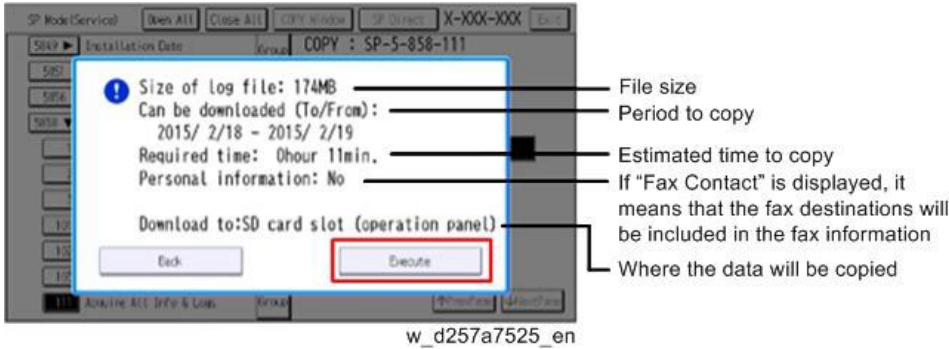 SP Mode(Service) Open All Close All COPY Window SP Direct X-XXX-XXX Exit
5849 ▶ Installation Date Group COPY : SP-5-858-111
5856
5858 ▼
Size of log file: 174MB
Can be downloaded (To/From):
2015/ 2/18 - 2015/ 2/19
Required time: 0hour 11min.
Personal information: No
Download to:SD card slot (operation panel)
Back Execute
111 Acquire All Info & Logs Group
File size
Period to copy
Estimated time to copy
If “Fax Contact” is displayed, it
means that the fax destinations will
be included in the fax information
Where the data will be copied
w_d257a7525_en